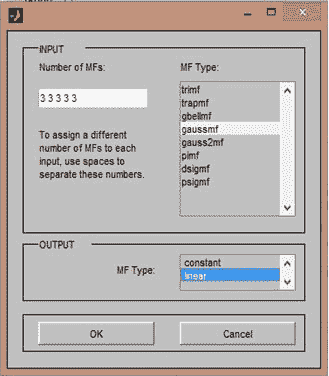 INPUT
Number of MFs:
3 3 3 3 3
To assign a different
number of MFs to each
input, use spaces to
separate these numbers.
MF Type:
trimf
trapmf
gbellmf
gaussmf
gauss2mf
pimf
dsigmf
psigmf
OUTPUT
MF Type:
constant
linear
OK
Cancel